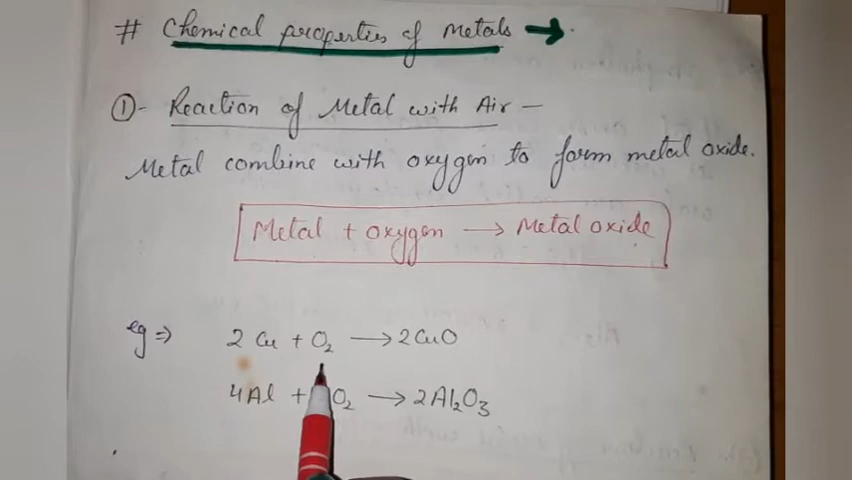 # Chemical properties of Metals →
① - Reaction of Metal with Air —
Metal combine with oxygen to form metal oxide.
Metal + oxygen → Metal oxide
eg ⇒ 2 Cu + O₂ → 2CuO
4Al + O₂ → 2Al₂O₃